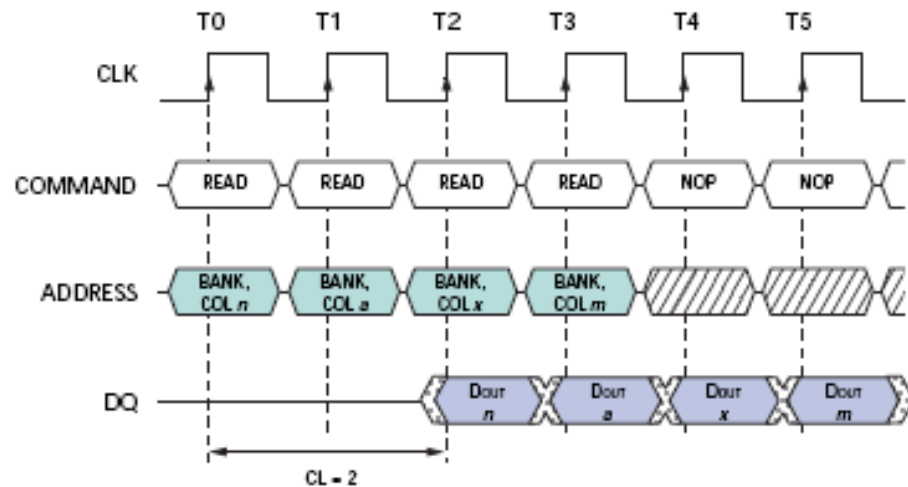 T0 T1 T2 T3 T4 T5
CLK
COMMAND READ READ READ READ NOP NOP
ADDRESS BANK, COL n BANK, COL a BANK, COL x BANK, COL m
DQ DOUT n DOUT a DOUT x DOUT m
CL = 2